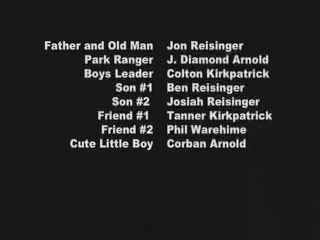 Father and Old Man Jon Reisinger
Park Ranger J. Diamond Arnold
Boys Leader Colton Kirkpatrick
Son #1 Ben Reisinger
Son #2 Josiah Reisinger
Friend #1 Tanner Kirkpatrick
Friend #2 Phil Warehime
Cute Little Boy Corban Arnold